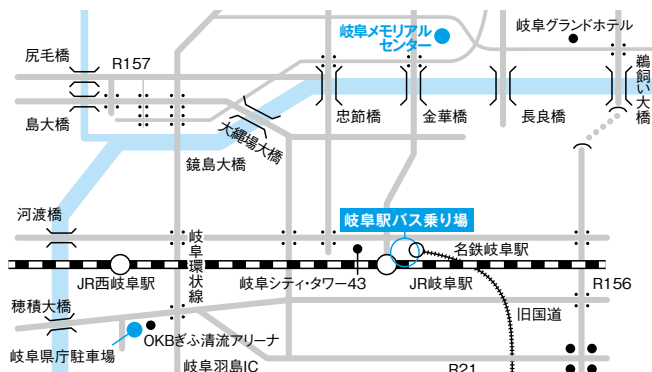 岐阜メモリアル
センター
岐阜グランドホテル
尻毛橋
R157
鵜飼い大橋
島大橋
大縄場大橋
忠節橋
金華橋
長良橋
鏡島大橋
河渡橋
岐阜駅バス乗り場
岐阜環状線
名鉄岐阜駅
JR西岐阜駅
岐阜シティ・タワー43
JR岐阜駅
R156
穂積大橋
旧国道
OKBぎふ清流アリーナ
岐阜県庁駐車場
岐阜羽島IC
R21